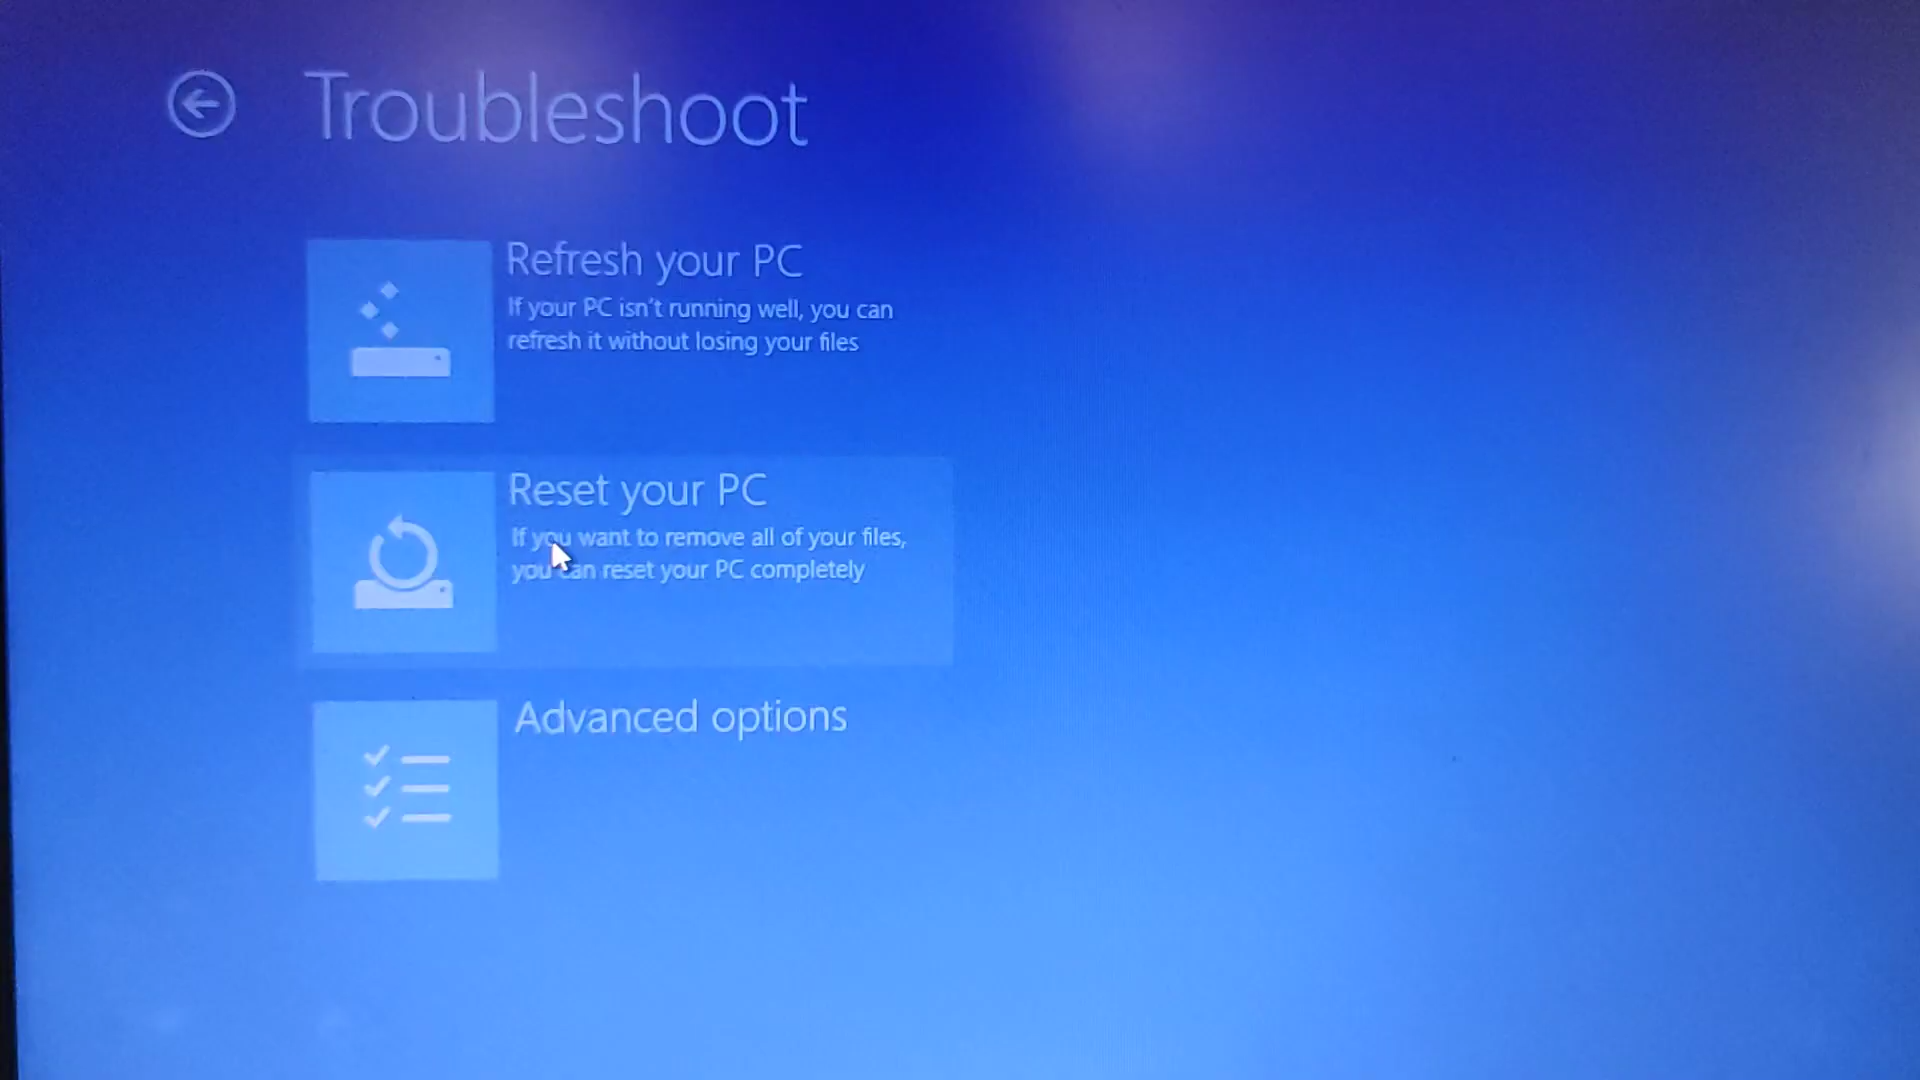 Troubleshoot
Refresh your PC
If your PC isn't running well, you can
refresh it without losing your files
Reset your PC
If you want to remove all of your files,
you can reset your PC completely
Advanced options